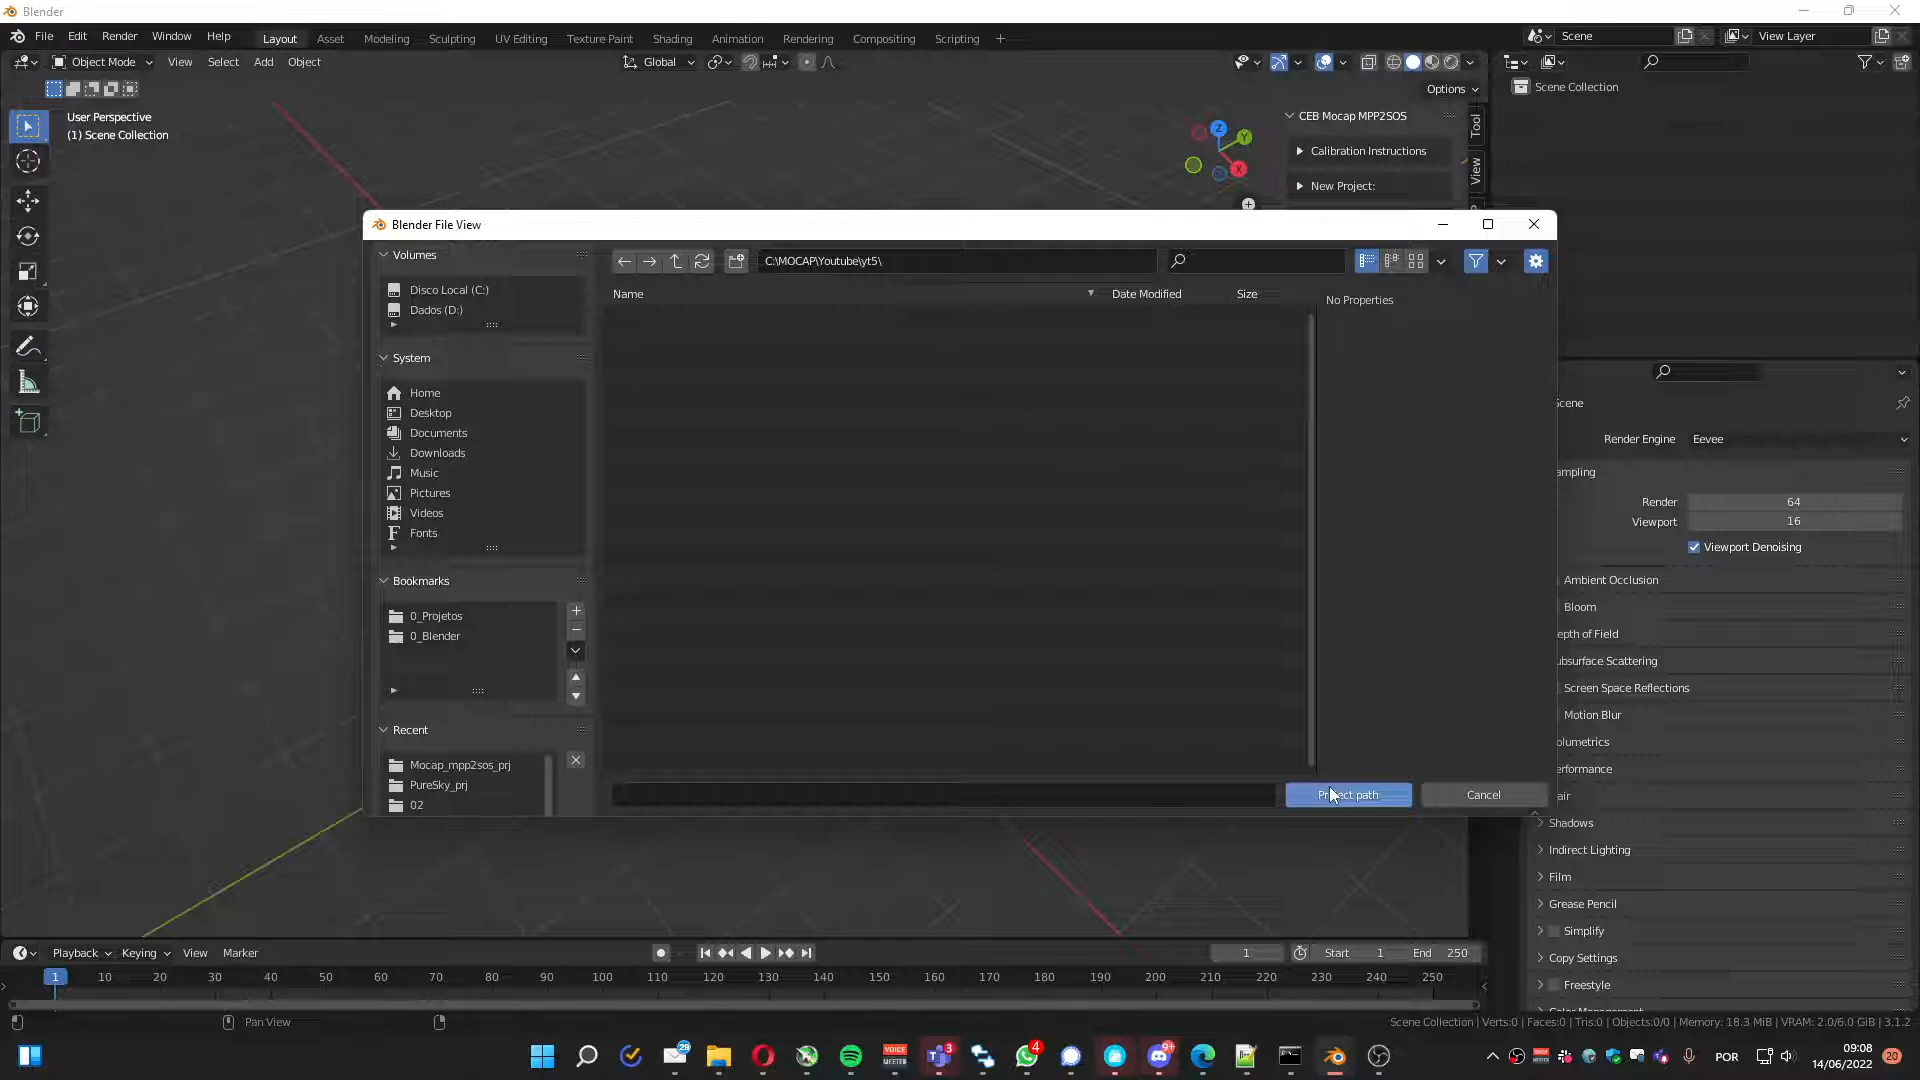 Blender
File Edit Render Window Help Layout Asset Modeling Sculpting UV Editing Texture Paint Shading Animation Rendering Compositing Scripting + Scene View Layer
Object Mode View Select Add Object Global
Options
Scene Collection
User Perspective
(1) Scene Collection
CEB Mocap MPP2SOS
Calibration Instructions
New Project:
Tool
View
Z
Y
X
Blender File View
Volumes
Disco Local (C:)
Dados (D:)
System
Home
Desktop
Documents
Downloads
Music
Pictures
Videos
Fonts
Bookmarks
0_Projetos
0_Blender
Recent
Mocap_mpp2sos_prj
PureSky_prj
02
C:\MOCAP\Youtube\yt5\
Name Date Modified Size
No Properties
path Cancel
Scene
Render Engine Eevee
ampling
Render 64
Viewport 16
Viewport Denoising
Ambient Occlusion
Bloom
epth of Field
ubsurface Scattering
Screen Space Reflections
Motion Blur
olumetrics
erformance
air
Shadows
Indirect Lighting
Film
Grease Pencil
Simplify
Copy Settings
Freestyle
Playback Keying View Marker 1 Start 1 End 250
1 10 20 30 40 50 60 70 80 90 100 110 120 130 140 150 160 170 180 190 200 210 220 230 240 250
Pan View
Scene Collection | Verts:0 | Faces:0 | Tris:0 | Objects:0/0 | Memory: 18.3 MiB | VRAM: 2.0/6.0 GiB | 3.1.2
29 VOICE MEETER 3 4 9+ POR 09:08
14/06/2022 20